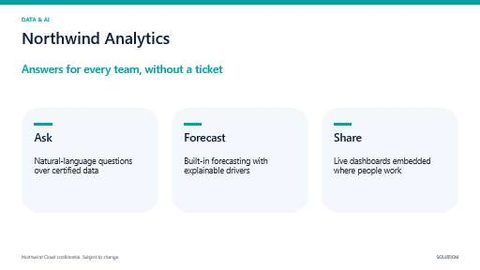 DATA & AI
Northwind Analytics
Answers for every team, without a ticket
Ask
Natural-language questions
over certified data
Forecast
Built-in forecasting with
explainable drivers
Share
Live dashboards embedded
where people work
Northwind Cloud confidential. Subject to change.
SOLUTION